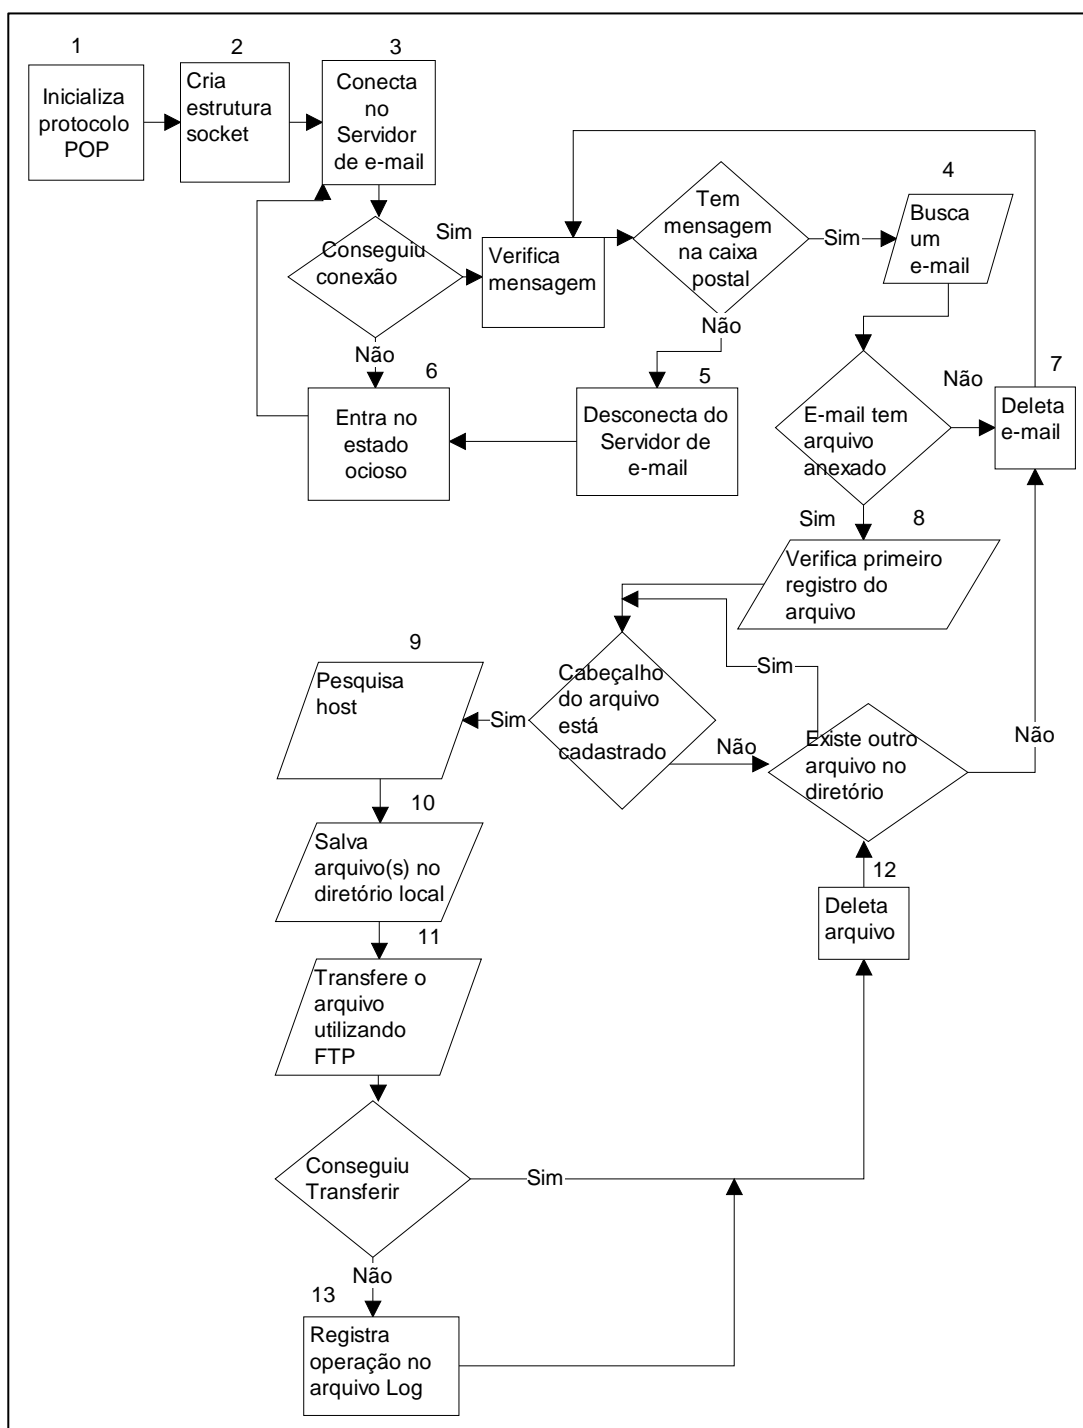 1
Inicializa
protocolo
POP
2
Cria
estrutura
socket
3
Conecta
no
Servidor
de e-mail
Conseguiu
conexão
Sim
Não
Verifica
mensagem
Tem
mensagem
na caixa
postal
Sim
Não
4
Busca
um
e-mail
5
Desconecta do
Servidor de
e-mail
6
Entra no
estado
ocioso
E-mail tem
arquivo
anexado
Não
Sim
7
Deleta
e-mail
8
Verifica primeiro
registro do
arquivo
Cabeçalho
do arquivo
está
cadastrado
Sim
Não
Sim
Existe outro
arquivo no
diretório
Não
9
Pesquisa
host
10
Salva
arquivo(s) no
diretório local
11
Transfere o
arquivo
utilizando
FTP
12
Deleta
arquivo
Conseguiu
Transferir
Sim
Não
13
Registra
operação no
arquivo Log